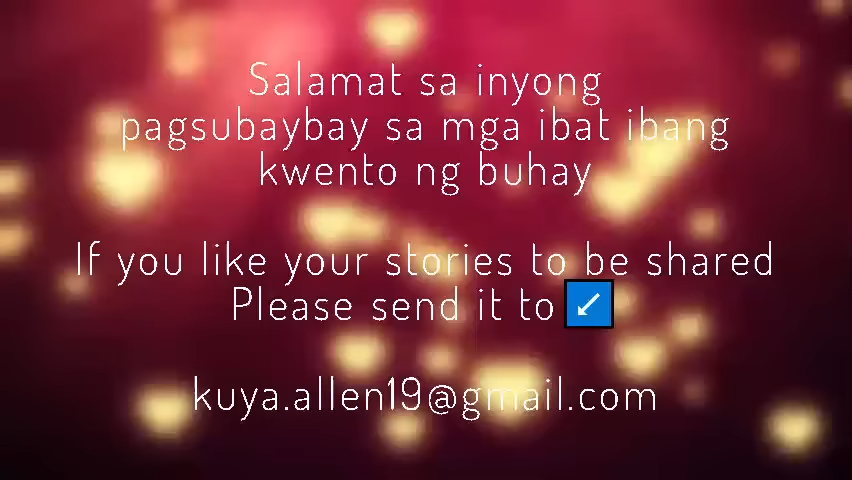 Salamat sa inyong
pagsubaybay sa mga ibat ibang
kwento ng buhay
If you like your stories to be shared
Please send it to ↙
kuya.allen19@gmail.com